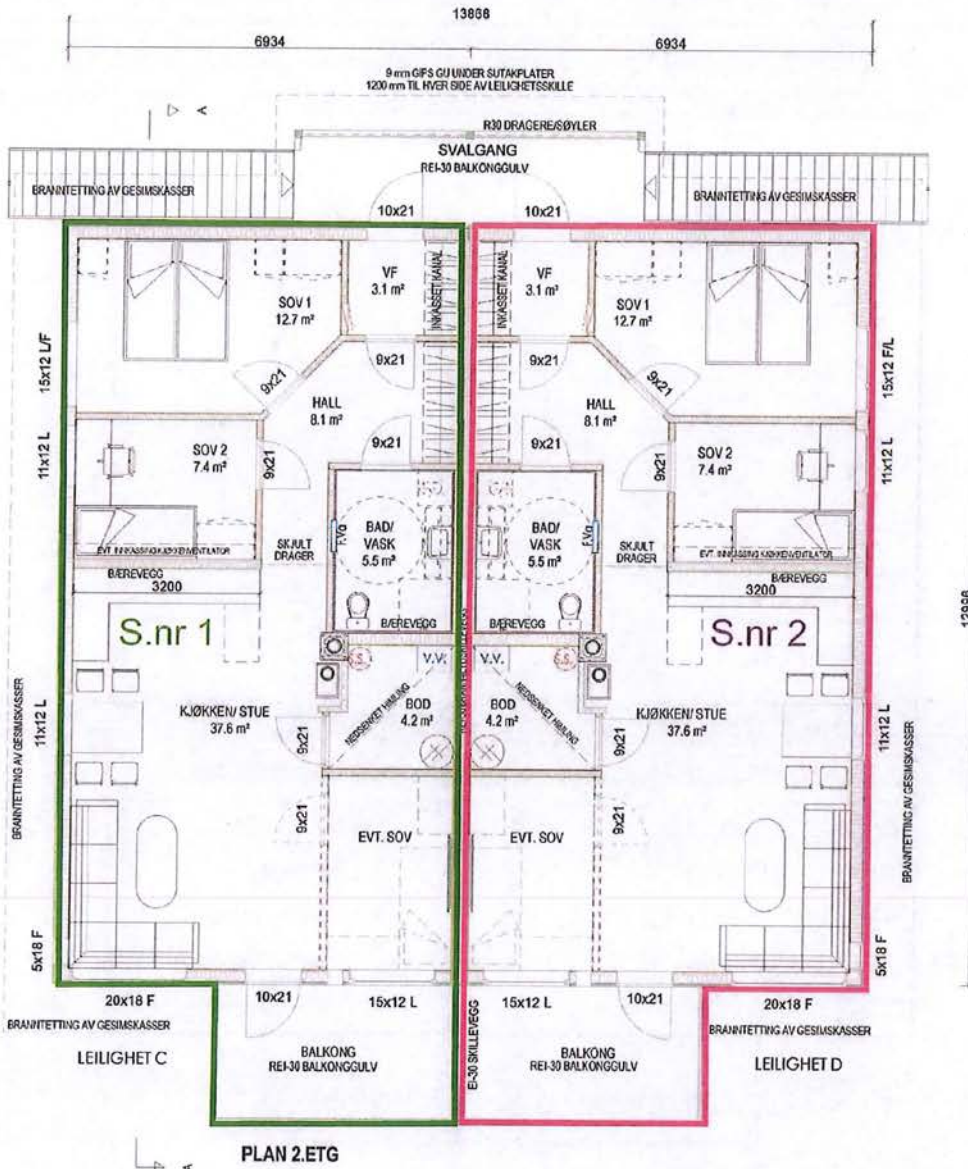 13868
6934 6934
9 mm GIPS GU UNDER SUTAKPLATER
1200 mm TIL HVER SIDE AV LEILIGHETSSKILLE
A
R30 DRAGERE/SØYLER
SVALGANG
REI-30 BALKONGGULV
BRANNTETTING AV GESIMSKASSER
BRANNTETTING AV GESIMSKASSER
10x21 10x21
VF
3.1 m²
INKASSET KANAL
INKASSET KANAL
VF
3.1 m²
SOV 1
12.7 m²
SOV 1
12.7 m²
15x12 L/F
15x12 F/L
9x21 9x21 9x21 9x21
HALL
8.1 m²
HALL
8.1 m²
11x12 L
11x12 L
SOV 2
7.4 m²
SOV 2
7.4 m²
9x21 9x21 9x21 9x21
BAD/
VASK
5.5 m²
BAD/
VASK
5.5 m²
F.Vg
F.Vg
EVT. INNKASSING KJØKKENVENTILATOR
EVT. INNKASSING KJØKKENVENTILATOR
SKJULT
DRAGER
SKJULT
DRAGER
BÆREVEGG
BÆREVEGG
3200 3200
BÆREVEGG BÆREVEGG
S.nr 1 S.nr 2
S.S. V.V. V.V. S.S.
NEDSENKET HIMLING
NEDSENKET HIMLING
BOD
4.2 m²
BOD
4.2 m²
KJØKKEN/ STUE
37.6 m²
KJØKKEN/ STUE
37.6 m²
9x21 9x21
11x12 L
11x12 L
BRANNTETTING AV GESIMSKASSER
BRANNTETTING AV GESIMSKASSER
9x21 9x21
EVT. SOV EVT. SOV
5x18 F
5x18 F
20x18 F 10x21 15x12 L 15x12 L 10x21 20x18 F
BRANNTETTING AV GESIMSKASSER
BRANNTETTING AV GESIMSKASSER
EI-30 SKILLEVEGG
LEILIGHET C
BALKONG
REI-30 BALKONGGULV
BALKONG
REI-30 BALKONGGULV
LEILIGHET D
PLAN 2.ETG
A